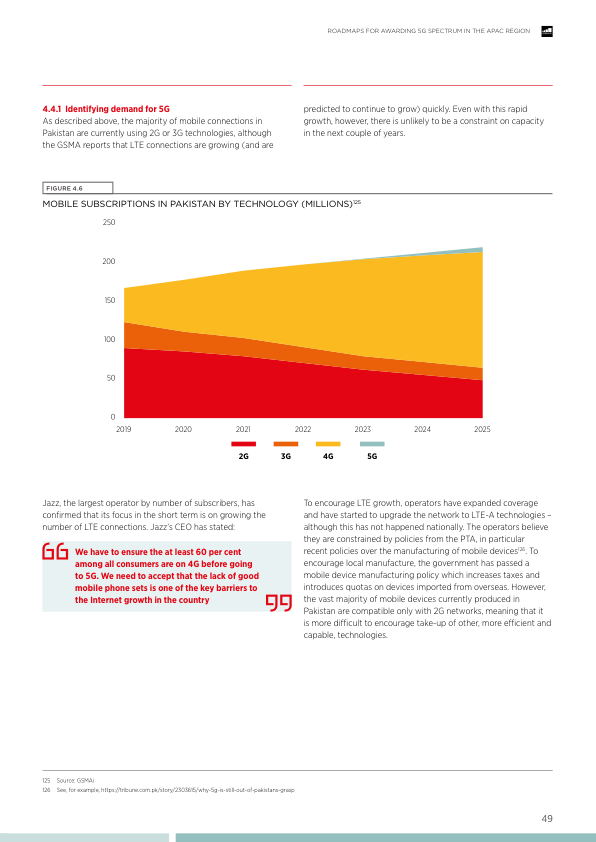 ROADMAPS FOR AWARDING 5G SPECTRUM IN THE APAC REGION
4.4.1 Identifying demand for 5G
As described above, the majority of mobile connections in
Pakistan are currently using 2G or 3G technologies, although
the GSMA reports that LTE connections are growing (and are
predicted to continue to grow) quickly. Even with this rapid
growth, however, there is unlikely to be a constraint on capacity
in the next couple of years.
FIGURE 4.6
MOBILE SUBSCRIPTIONS IN PAKISTAN BY TECHNOLOGY (MILLIONS)125
250
200
150
100
50
0
2019 2020 2021 2022 2023 2024 2025
2G 3G 4G 5G
Jazz, the largest operator by number of subscribers, has
confirmed that its focus in the short term is on growing the
number of LTE connections. Jazz's CEO has stated:
We have to ensure the at least 60 per cent
among all consumers are on 4G before going
to 5G. We need to accept that the lack of good
mobile phone sets is one of the key barriers to
the Internet growth in the country
To encourage LTE growth, operators have expanded coverage
and have started to upgrade the network to LTE-A technologies –
although this has not happened nationally. The operators believe
they are constrained by policies from the PTA, in particular
recent policies over the manufacturing of mobile devices126. To
encourage local manufacture, the government has passed a
mobile device manufacturing policy which increases taxes and
introduces quotas on devices imported from overseas. However,
the vast majority of mobile devices currently produced in
Pakistan are compatible only with 2G networks, meaning that it
is more difficult to encourage take-up of other, more efficient and
capable, technologies.
125 Source: GSMAi
126 See, for example, https://tribune.com.pk/story/2303615/why-5g-is-still-out-of-pakistans-grasp
49